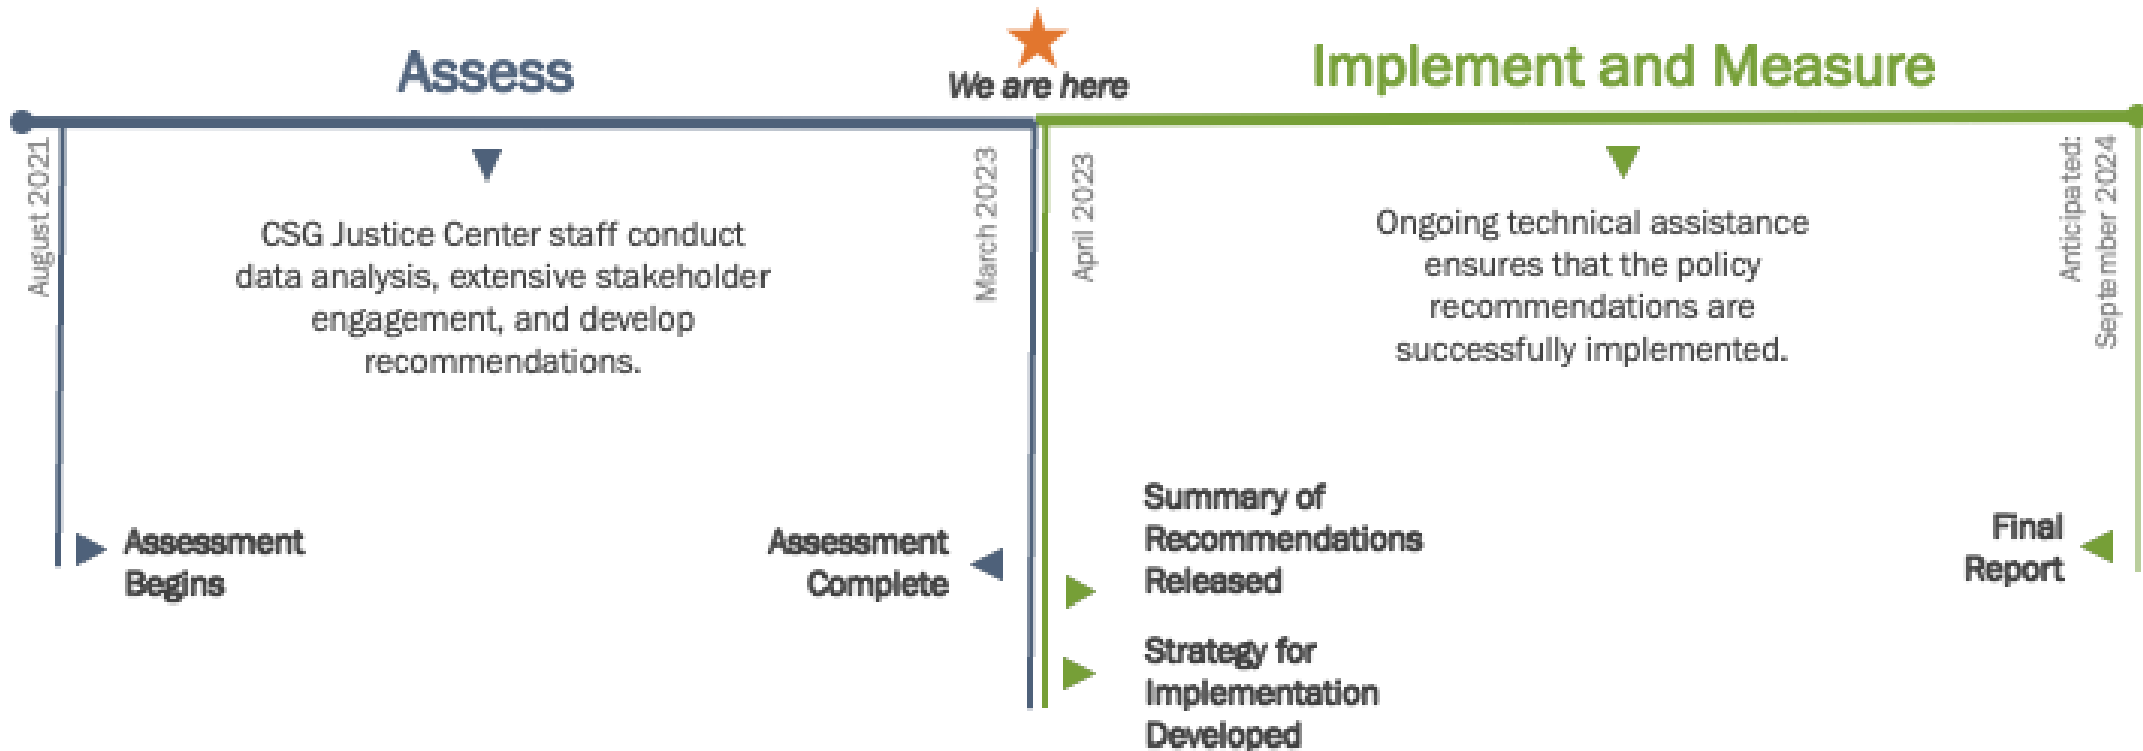 Assess
We are here
Implement and Measure
August 2021
CSG Justice Center staff conduct
data analysis, extensive stakeholder
engagement, and develop
recommendations.
March 2023
April 2023
Ongoing technical assistance
ensures that the policy
recommendations are
successfully implemented.
Anticipated:
September 2024
Assessment
Begins
Assessment
Complete
Summary of
Recommendations
Released
Strategy for
Implementation
Developed
Final
Report